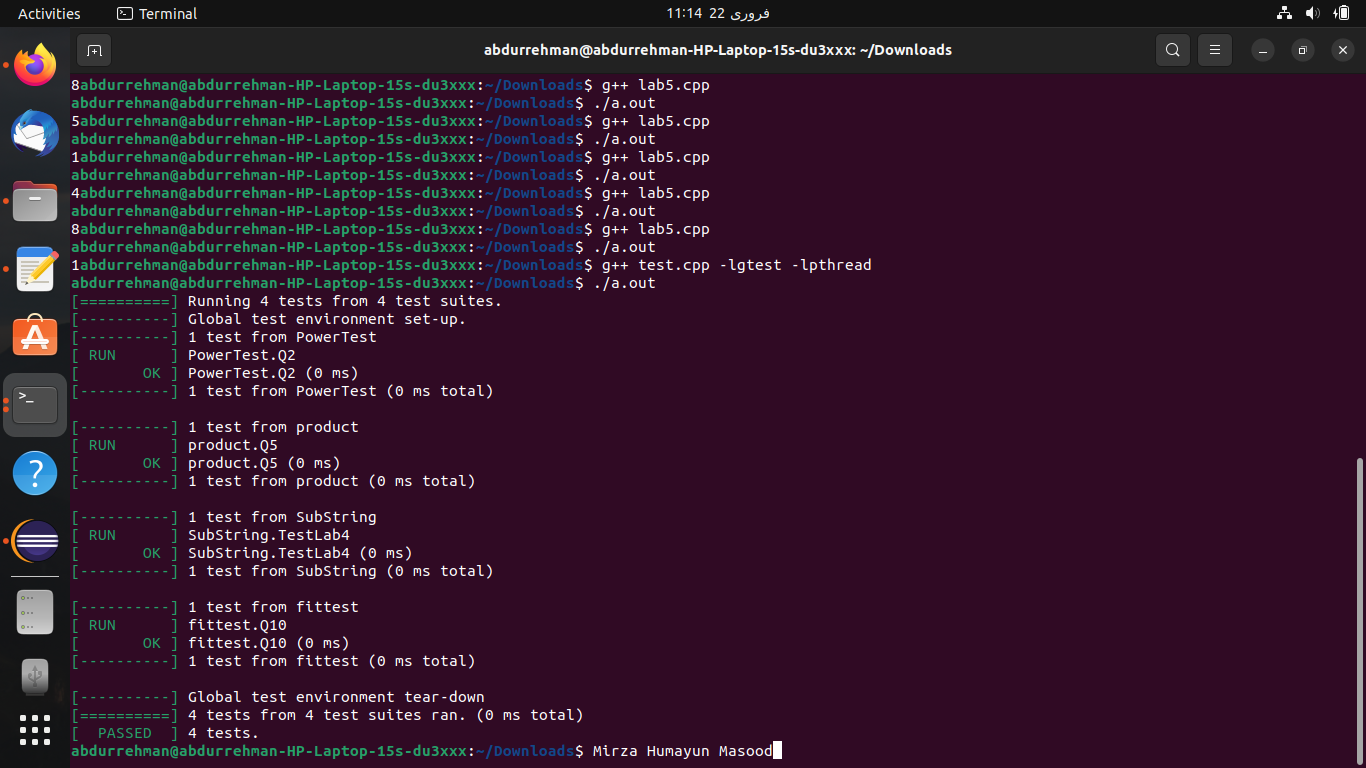 Activities Terminal 11:14 22 فروری
abdurrehman@abdurrehman-HP-Laptop-15s-du3xxx: ~/Downloads
8abdurrehman@abdurrehman-HP-Laptop-15s-du3xxx:~/Downloads$ g++ lab5.cpp
abdurrehman@abdurrehman-HP-Laptop-15s-du3xxx:~/Downloads$ ./a.out
5abdurrehman@abdurrehman-HP-Laptop-15s-du3xxx:~/Downloads$ g++ lab5.cpp
abdurrehman@abdurrehman-HP-Laptop-15s-du3xxx:~/Downloads$ ./a.out
1abdurrehman@abdurrehman-HP-Laptop-15s-du3xxx:~/Downloads$ g++ lab5.cpp
abdurrehman@abdurrehman-HP-Laptop-15s-du3xxx:~/Downloads$ ./a.out
4abdurrehman@abdurrehman-HP-Laptop-15s-du3xxx:~/Downloads$ g++ lab5.cpp
abdurrehman@abdurrehman-HP-Laptop-15s-du3xxx:~/Downloads$ ./a.out
8abdurrehman@abdurrehman-HP-Laptop-15s-du3xxx:~/Downloads$ g++ lab5.cpp
abdurrehman@abdurrehman-HP-Laptop-15s-du3xxx:~/Downloads$ ./a.out
1abdurrehman@abdurrehman-HP-Laptop-15s-du3xxx:~/Downloads$ g++ test.cpp -lgtest -lpthread
abdurrehman@abdurrehman-HP-Laptop-15s-du3xxx:~/Downloads$ ./a.out
[==========] Running 4 tests from 4 test suites.
[----------] Global test environment set-up.
[----------] 1 test from PowerTest
[ RUN      ] PowerTest.Q2
[       OK ] PowerTest.Q2 (0 ms)
[----------] 1 test from PowerTest (0 ms total)

[----------] 1 test from product
[ RUN      ] product.Q5
[       OK ] product.Q5 (0 ms)
[----------] 1 test from product (0 ms total)

[----------] 1 test from SubString
[ RUN      ] SubString.TestLab4
[       OK ] SubString.TestLab4 (0 ms)
[----------] 1 test from SubString (0 ms total)

[----------] 1 test from fittest
[ RUN      ] fittest.Q10
[       OK ] fittest.Q10 (0 ms)
[----------] 1 test from fittest (0 ms total)

[----------] Global test environment tear-down
[==========] 4 tests from 4 test suites ran. (0 ms total)
[  PASSED  ] 4 tests.
abdurrehman@abdurrehman-HP-Laptop-15s-du3xxx:~/Downloads$ Mirza Humayun Masood